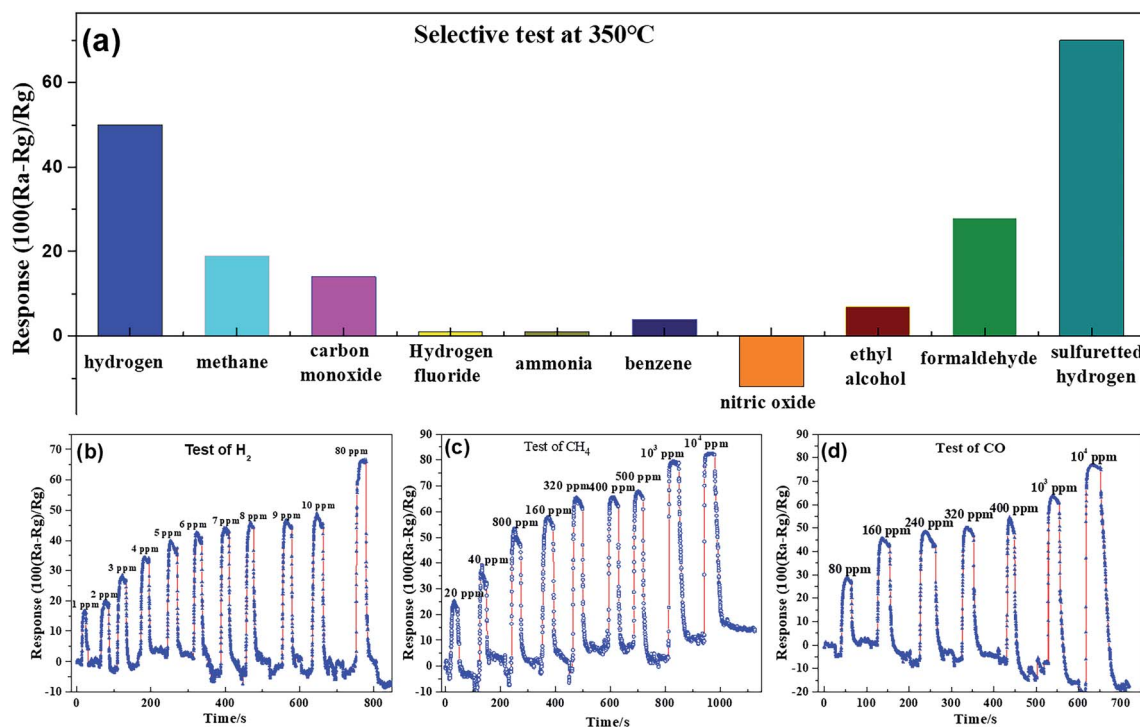 (a)
Selective test at 350°C
Response (100(Ra-Rg)/Rg)
60
40
20
0
hydrogen
methane
carbon
monoxide
Hydrogen
fluoride
ammonia
benzene
nitric oxide
ethyl
alcohol
formaldehyde
sulfuretted
hydrogen
(b)
Test of H2
Response (100(Ra-Rg)/Rg)
70
60
50
40
30
20
10
0
-10
1 ppm
2 ppm
3 ppm
4 ppm
5 ppm
6 ppm
7 ppm
8 ppm
9 ppm
10 ppm
80 ppm
0 200 400 600 800
Time/s
(c)
Test of CH4
Response (100(Ra-Rg)/Rg)
90
80
70
60
50
40
30
20
10
0
-10
20 ppm
40 ppm
800 ppm
160 ppm
320 ppm
400 ppm
500 ppm
10³ ppm
10⁴ ppm
0 200 400 600 800 1000
Time/s
(d)
Test of CO
Response (100(Ra-Rg)/Rg)
90
80
70
60
50
40
30
20
10
0
-10
-20
80 ppm
160 ppm
240 ppm
320 ppm
400 ppm
10³ ppm
10⁴ ppm
0 100 200 300 400 500 600 700
Time/s